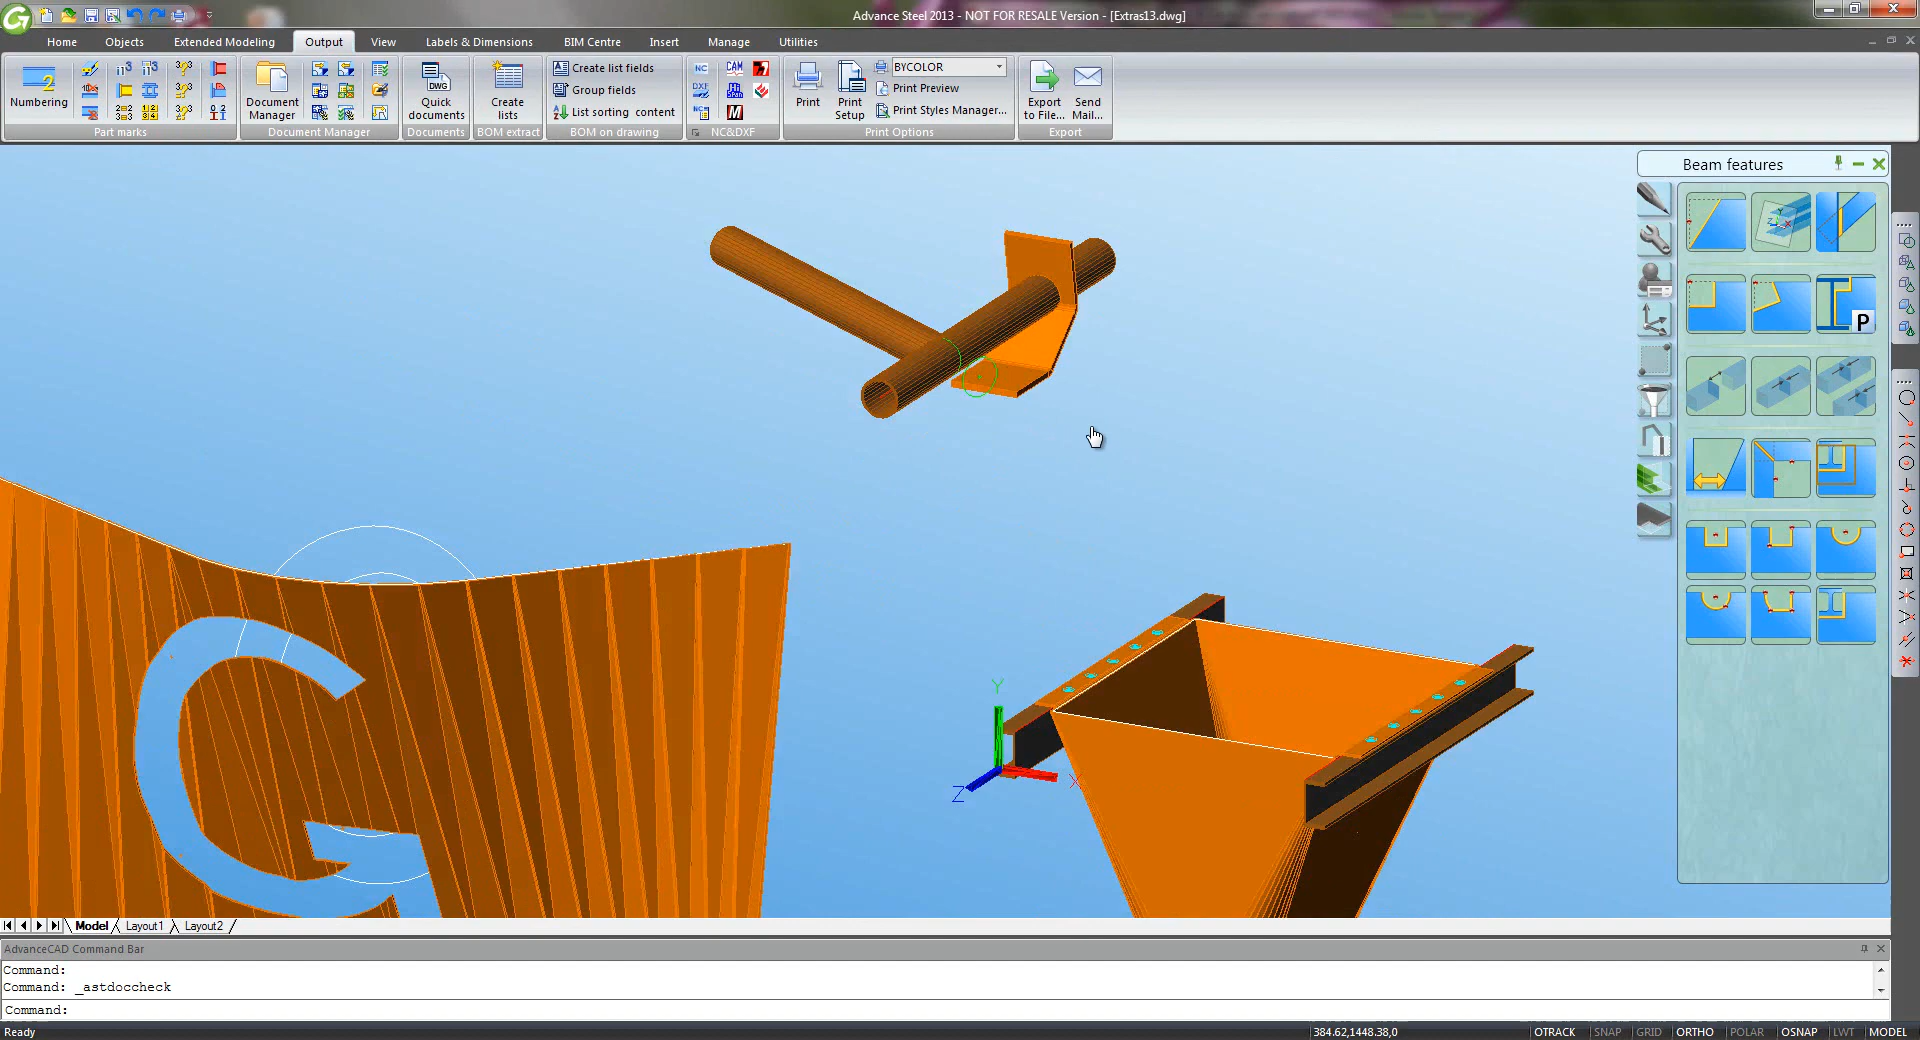 Advance Steel 2013 - NOT FOR RESALE Version - [Extras13.dwg]
Home Objects Extended Modeling Output View Labels & Dimensions BIM Centre Insert Manage Utilities
Numbering
Part marks
Document Manager
Document Manager
DWG
Quick documents
Documents
Create lists
BOM extract
Create list fields
Group fields
List sorting content
BOM on drawing
NC CAM
DXF
NC
NC&DXF
Print
Print Setup
BYCOLOR
Print Preview
Print Styles Manager...
Print Options
Export to File...
Send Mail...
Export
Beam features
P
Y
X
Z
Model Layout1 Layout2
AdvanceCAD Command Bar
Command:
Command: _astdoccheck
Command:
Ready
384.62,1448.38,0
OTRACK SNAP GRID ORTHO POLAR OSNAP LWT MODEL